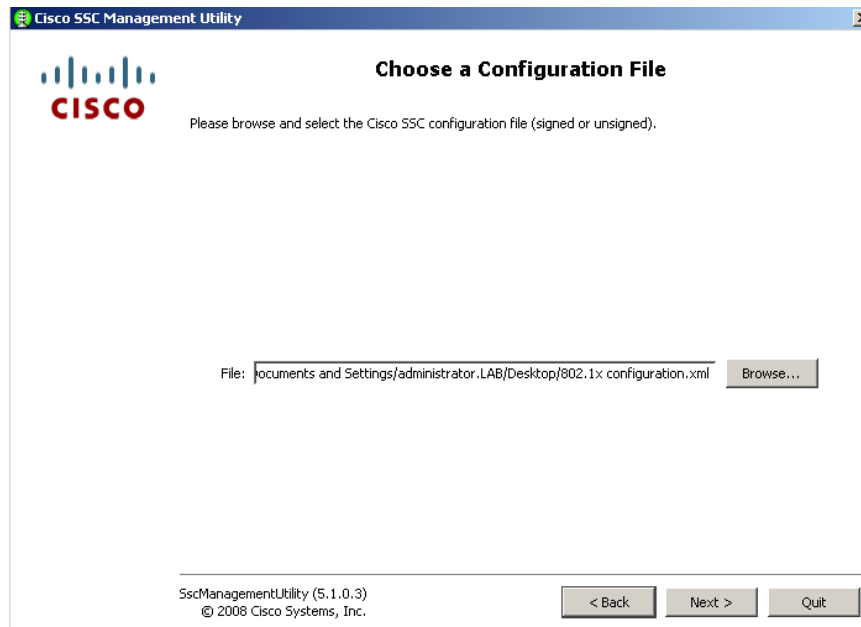 Cisco SSC Management Utility
CISCO
Choose a Configuration File
Please browse and select the Cisco SSC configuration file (signed or unsigned).
File: ocuments and Settings/administrator.LAB/Desktop/802.1x configuration.xml Browse...
SscManagementUtility (5.1.0.3)
© 2008 Cisco Systems, Inc.
< Back Next > Quit